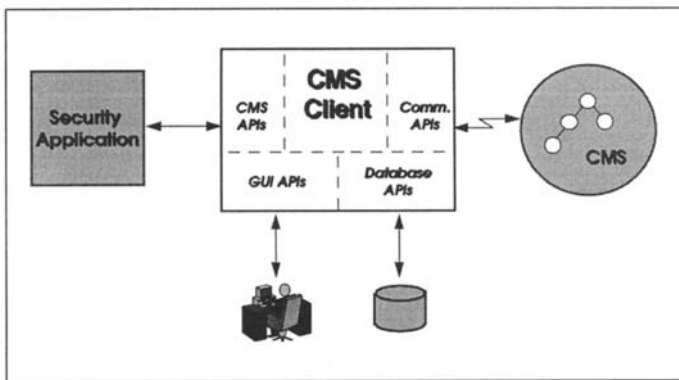 Security
Application
CMS
APIs
CMS
Client
Comm.
APIs
GUI APIs
Database
APIs
CMS